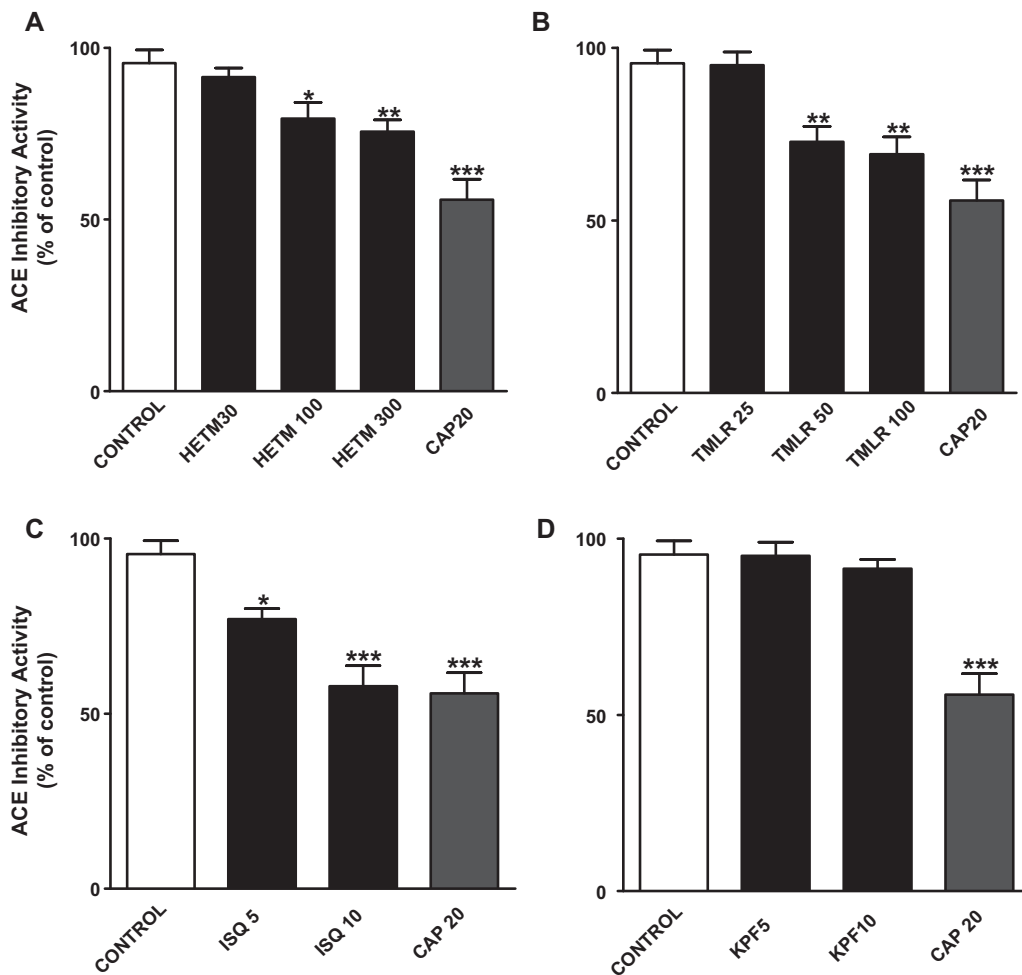 A
ACE Inhibitory Activity
(% of control)
100
50
0
*
**
***
CONTROL
HETM30
HETM 100
HETM 300
CAP20
B
100
50
0
**
**
***
CONTROL
TMLR 25
TMLR 50
TMLR 100
CAP20
C
ACE Inhibitory Activity
(% of control)
100
50
0
*
***
***
CONTROL
ISQ 5
ISQ 10
CAP 20
D
100
50
0
***
CONTROL
KPF5
KPF10
CAP 20